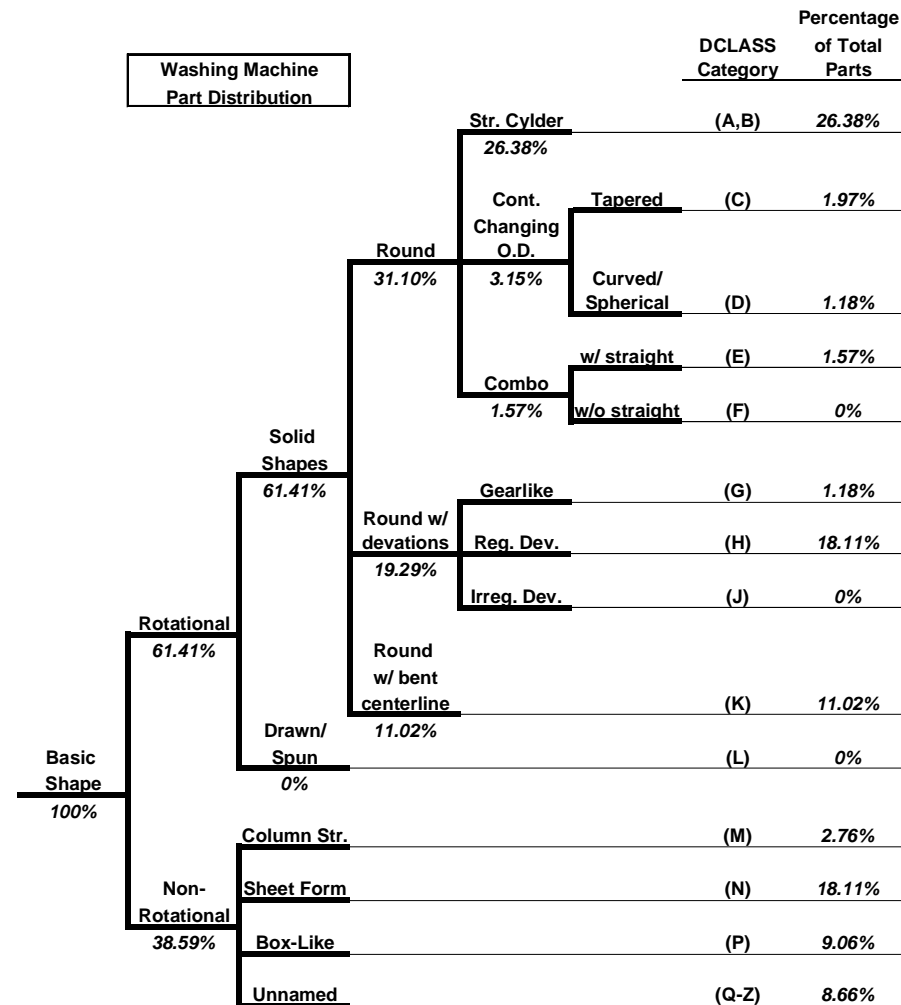 Percentage
DCLASS of Total
Category Parts
Washing Machine
Part Distribution
Str. Cylder (A,B) 26.38%
26.38%
Cont. Tapered (C) 1.97%
Changing
Round O.D.
31.10% 3.15% Curved/
Spherical (D) 1.18%
w/ straight (E) 1.57%
Combo
1.57% w/o straight (F) 0%
Solid
Shapes
61.41% Gearlike (G) 1.18%
Round w/
devations Reg. Dev. (H) 18.11%
19.29%
Irreg. Dev. (J) 0%
Rotational
61.41% Round
w/ bent
centerline (K) 11.02%
11.02%
Drawn/
Basic Spun (L) 0%
Shape 0%
100%
Column Str. (M) 2.76%
Non- Sheet Form (N) 18.11%
Rotational
38.59% Box-Like (P) 9.06%
Unnamed (Q-Z) 8.66%